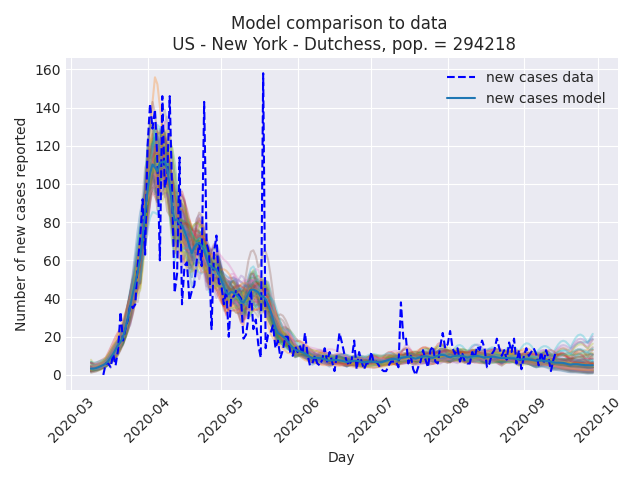 Model comparison to data
US - New York - Dutchess, pop. = 294218
new cases data
new cases model
Number of new cases reported
160
140
120
100
80
60
40
20
0
2020-03
2020-04
2020-05
2020-06
2020-07
2020-08
2020-09
2020-10
Day